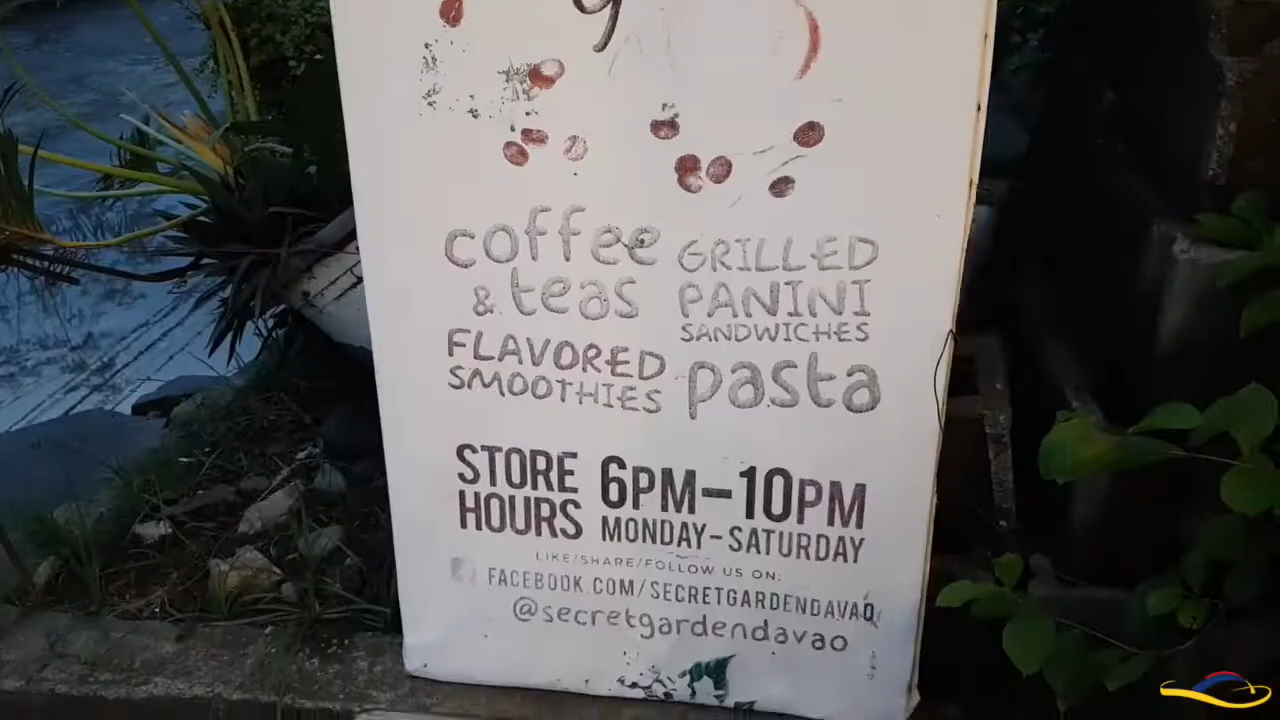 coffee
& teas
FLAVORED
SMOOTHIES
GRILLED
PANINI
SANDWICHES
pasta
STORE
HOURS
6PM-10PM
MONDAY-SATURDAY
LIKE/SHARE/FOLLOW US ON:
FACEBOOK.COM/SECRETGARDENDAVAO
@secretgardendavao